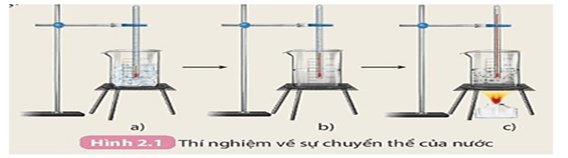 a)
b)
c)
Hình 2.1 Thí nghiệm về sự chuyển thể của nước